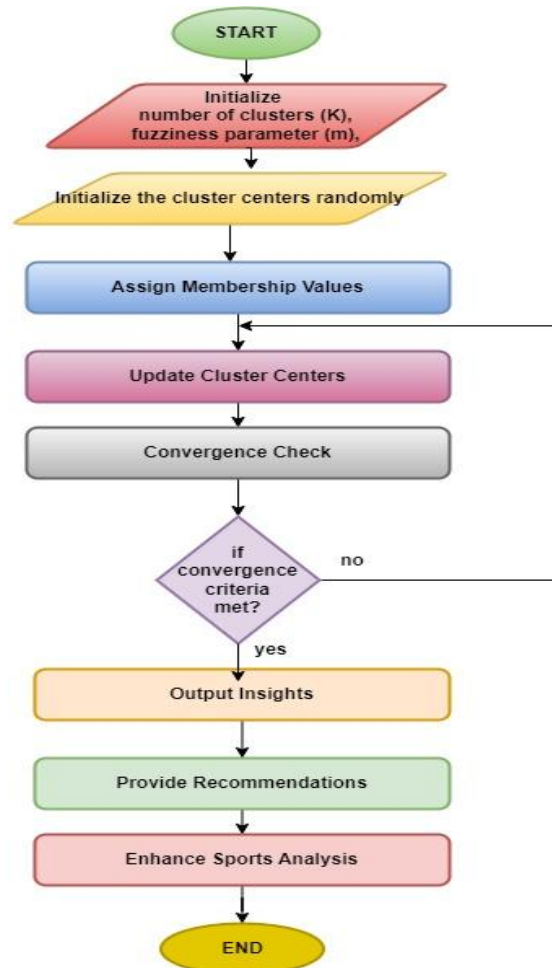 START
Initialize
number of clusters (K),
fuzziness parameter (m),
Initialize the cluster centers randomly
Assign Membership Values
Update Cluster Centers
Convergence Check
if
convergence
criteria
met?
no
yes
Output Insights
Provide Recommendations
Enhance Sports Analysis
END